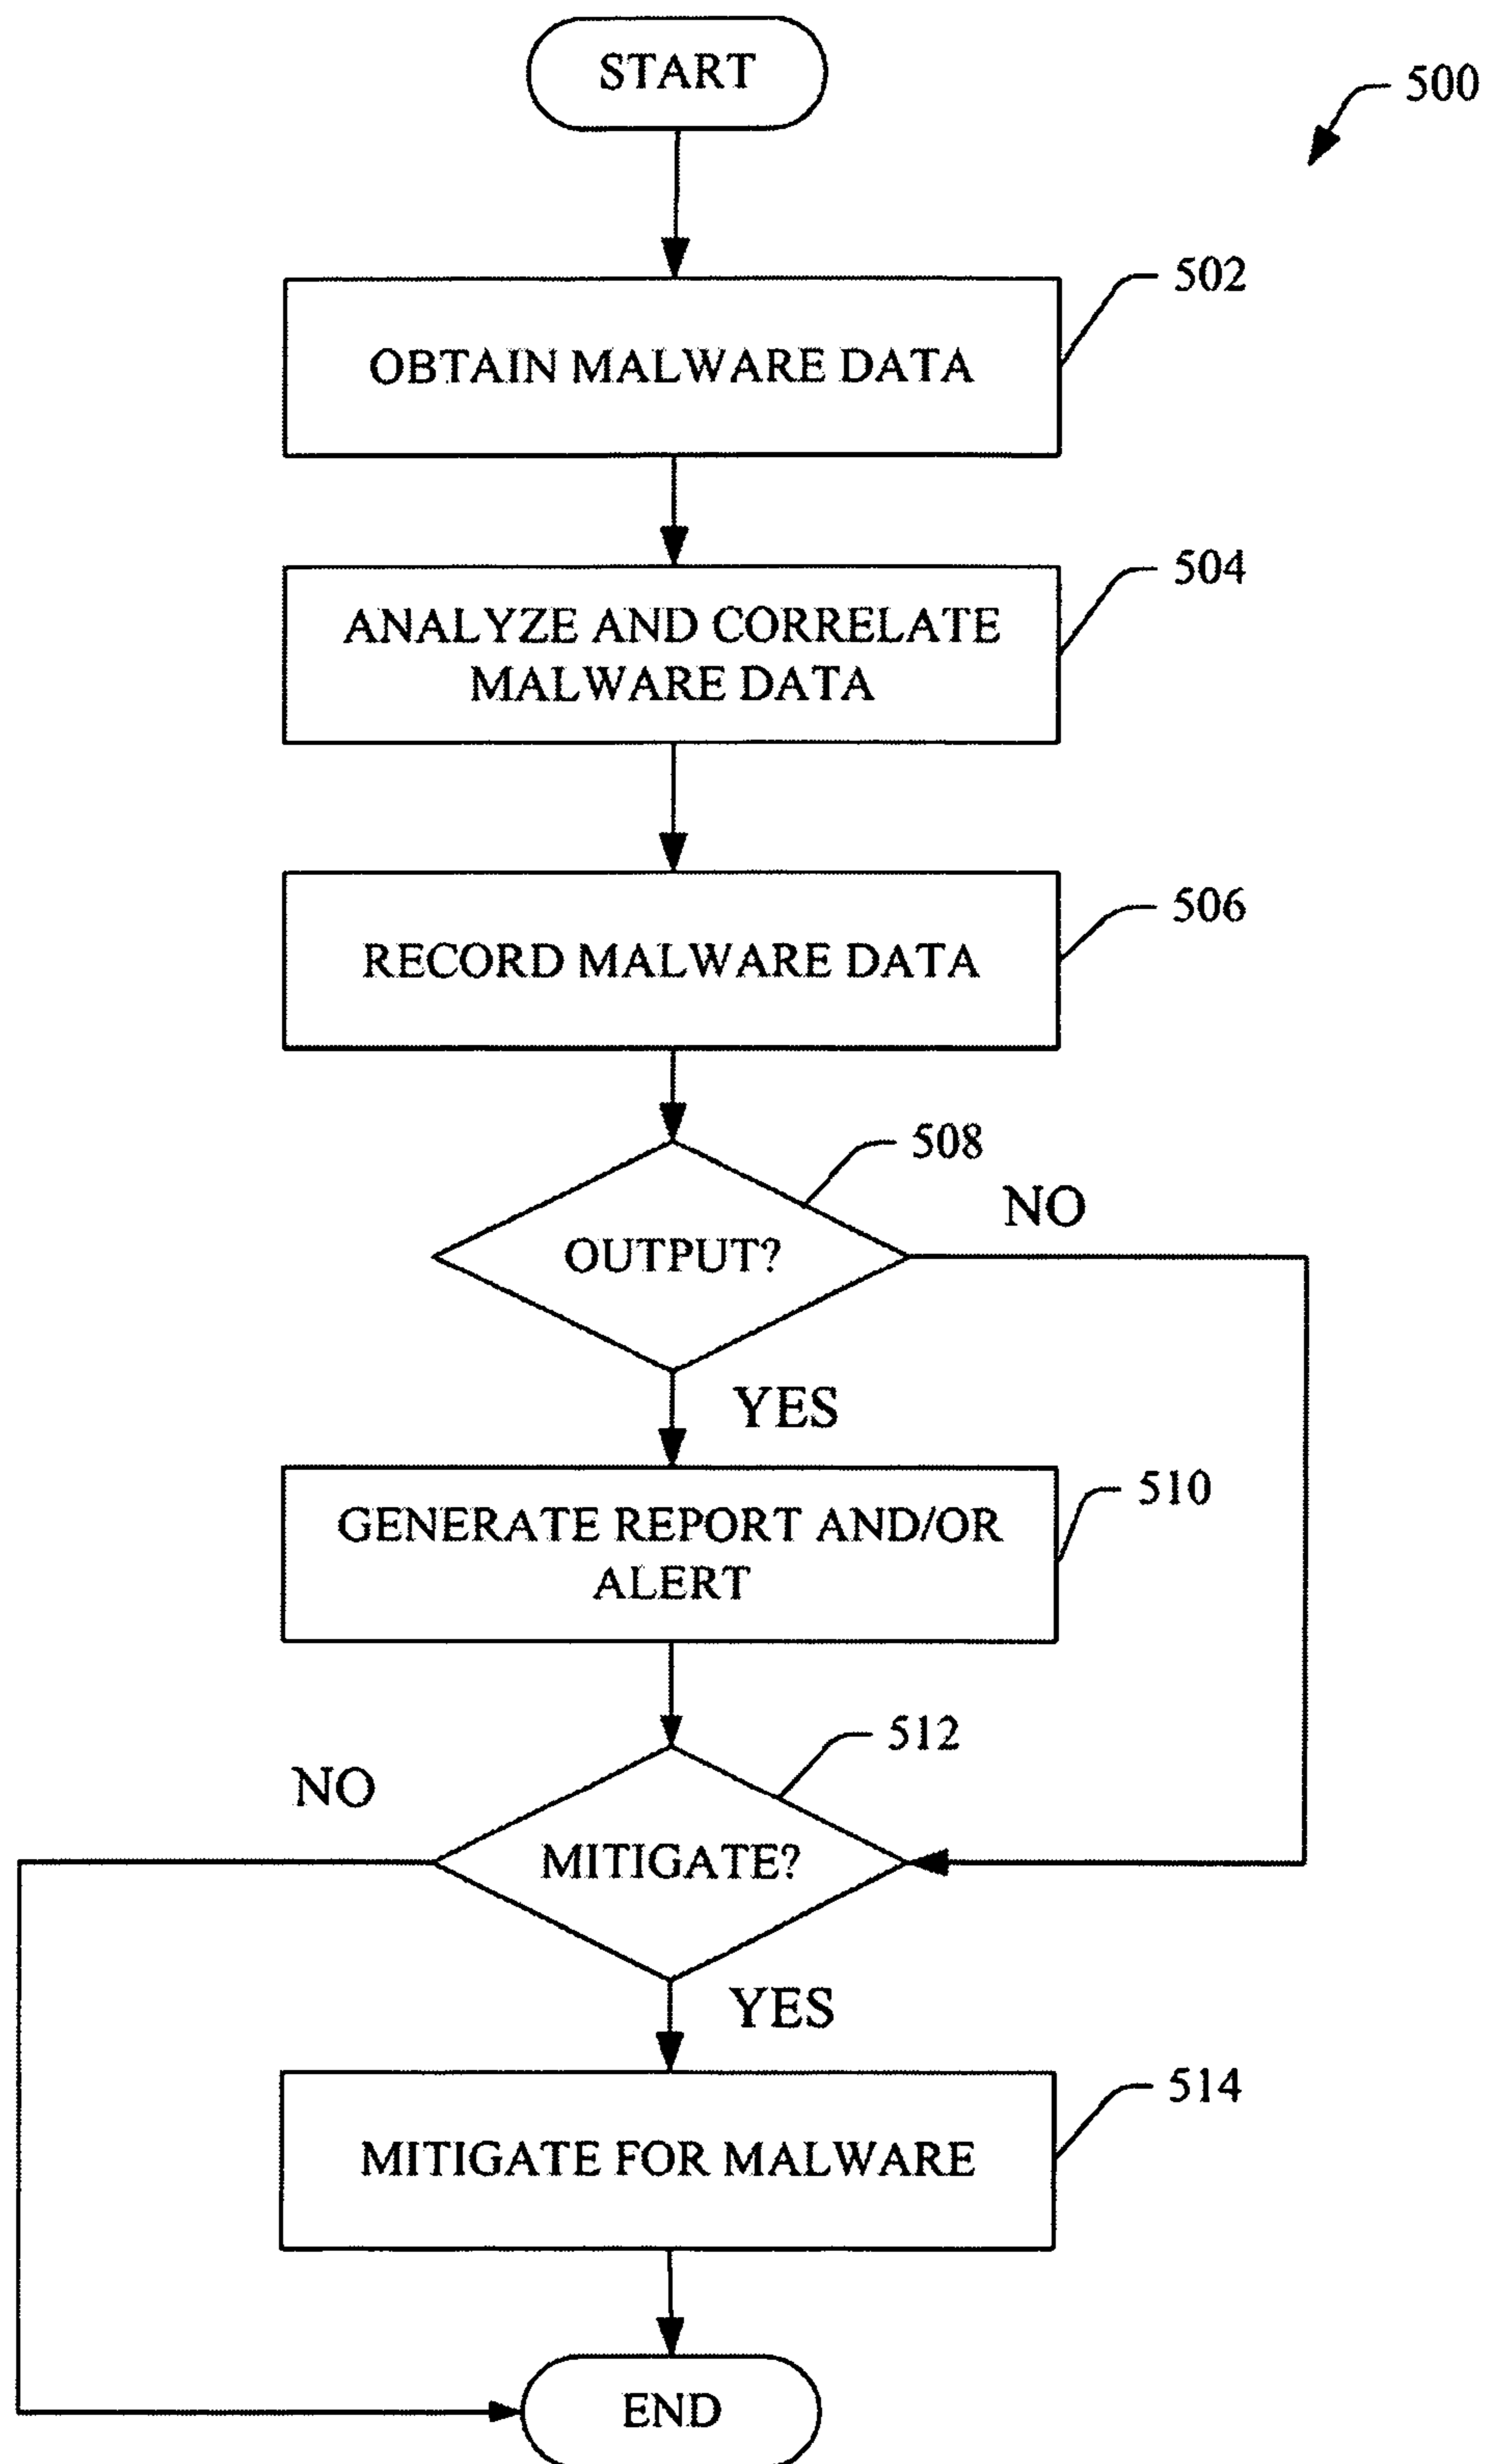 START
500
502
OBTAIN MALWARE DATA
504
ANALYZE AND CORRELATE
MALWARE DATA
506
RECORD MALWARE DATA
508
NO
OUTPUT?
YES
510
GENERATE REPORT AND/OR
ALERT
512
NO
MITIGATE?
YES
514
MITIGATE FOR MALWARE
END